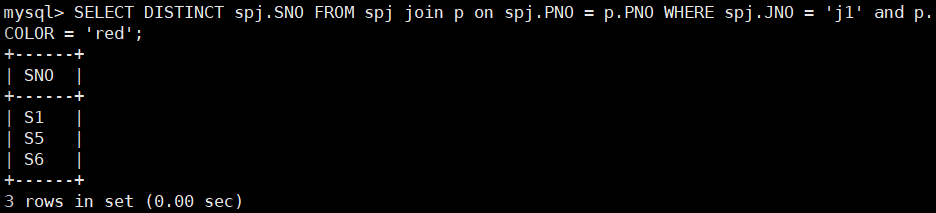 mysql> SELECT DISTINCT spj.SNO FROM spj join p on spj.PNO = p.PNO WHERE spj.JNO = 'j1' and p.
COLOR = 'red';
+------+
| SNO  |
+------+
| S1   |
| S5   |
| S6   |
+------+
3 rows in set (0.00 sec)